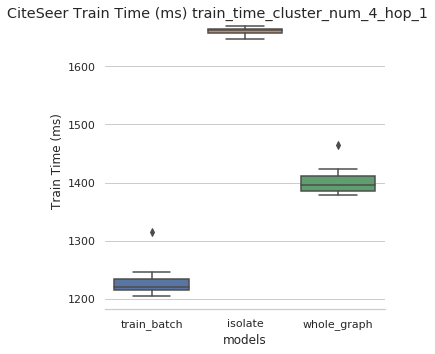 CiteSeer Train Time (ms) train_time_cluster_num_4_hop_1
1600
1500
1400
1300
1200
Train Time (ms)
train_batch isolate whole_graph
models